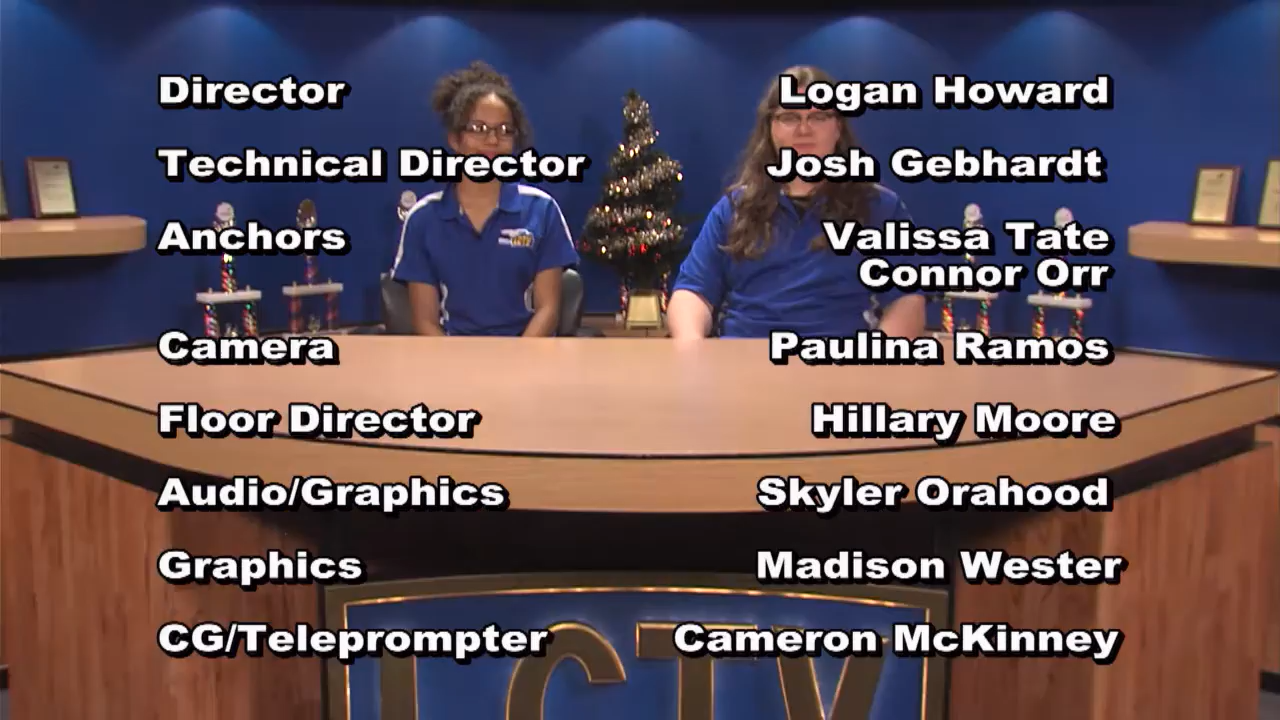 Director Logan Howard
Technical Director Josh Gebhardt
Anchors Valissa Tate
Connor Orr
Camera Paulina Ramos
Floor Director Hillary Moore
Audio/Graphics Skyler Orahood
Graphics Madison Wester
CG/Teleprompter Cameron McKinney
LCTV